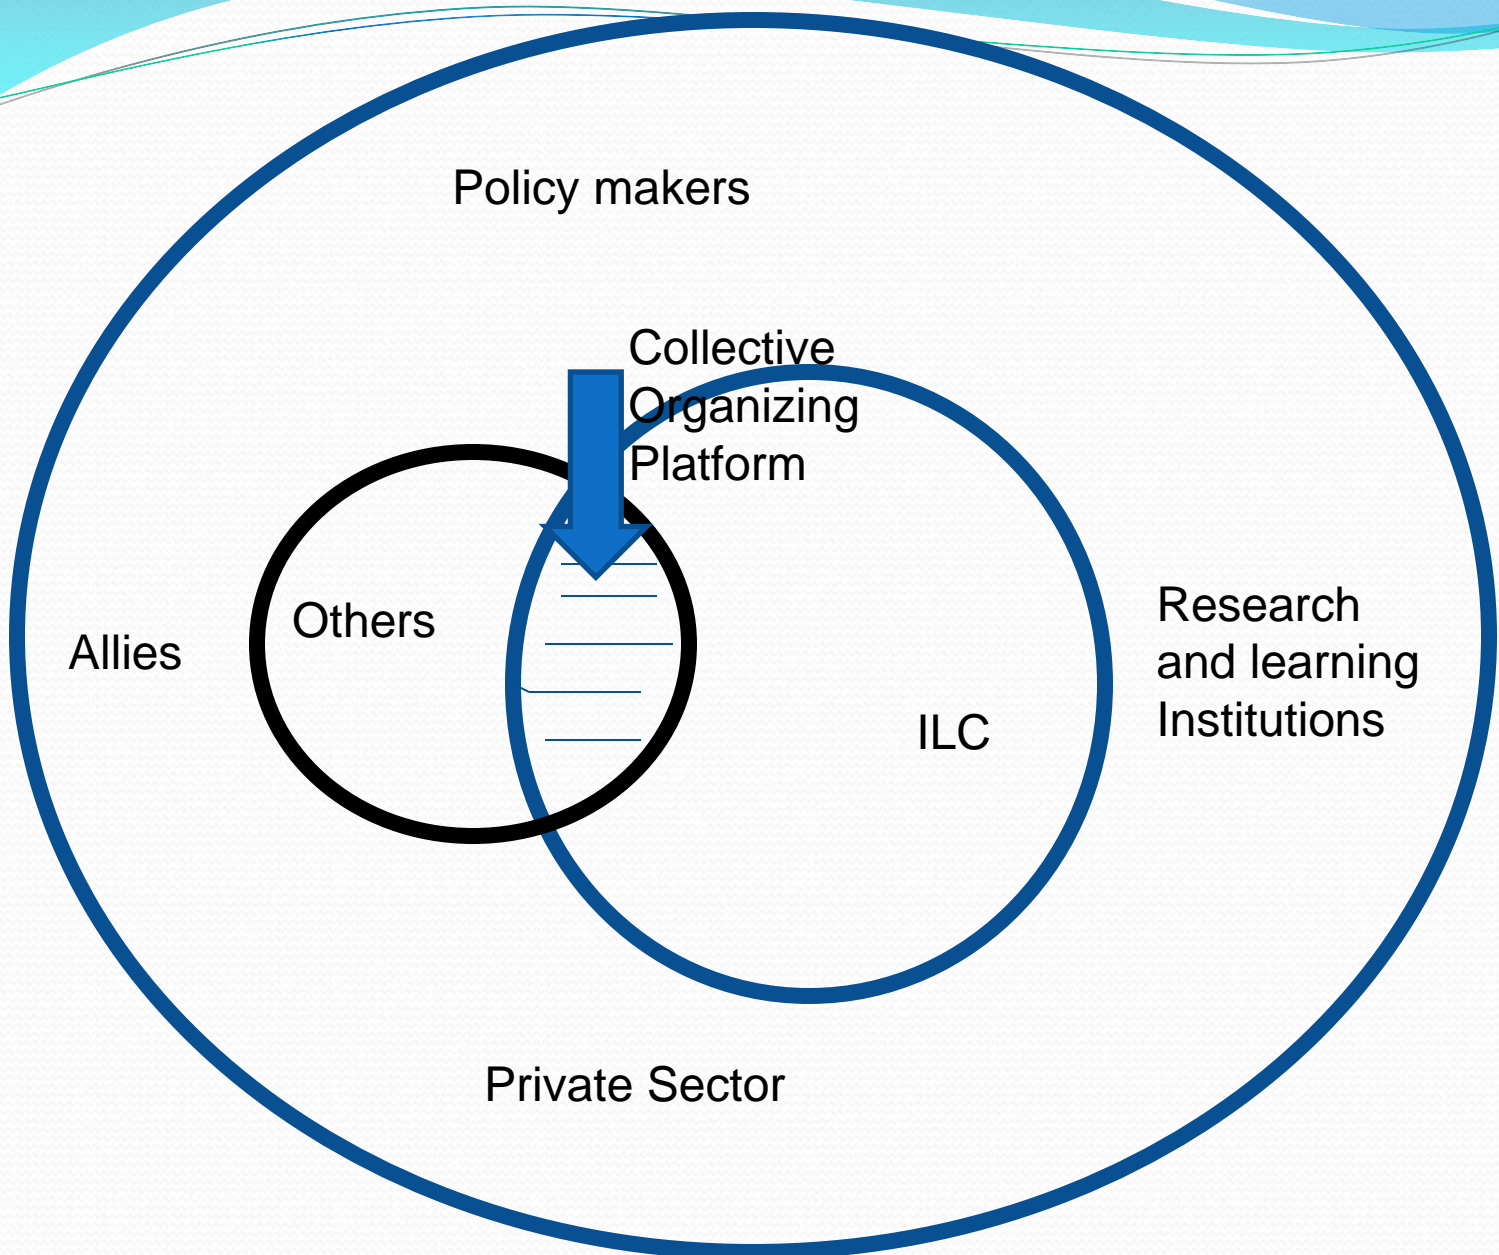 Policy makers
Collective
Organizing
Platform
Others
Allies
Research
and learning
Institutions
ILC
Private Sector